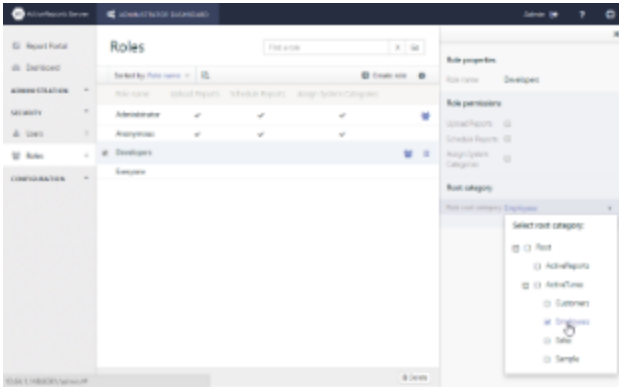 ActiveReports Server
ADMINISTRATOR DASHBOARD
Admin
?
Report Portal
Dashboard
ADMINISTRATION
SECURITY
Users
Roles
CONFIGURATION
Roles
Find a role
Sorted by: Role name
Create role
Role name Upload Reports Schedule Reports Assign System Categories
Administrator
Anonymous
Developers
Everyone
Delete
Role properties
Role name Developers
Role permissions
Upload Reports
Schedule Reports
Assign System
Categories
Root category
Role root category Employees
Select root category:
Root
ActiveReports
ActiveTunes
Customers
Employees
Sales
Sample